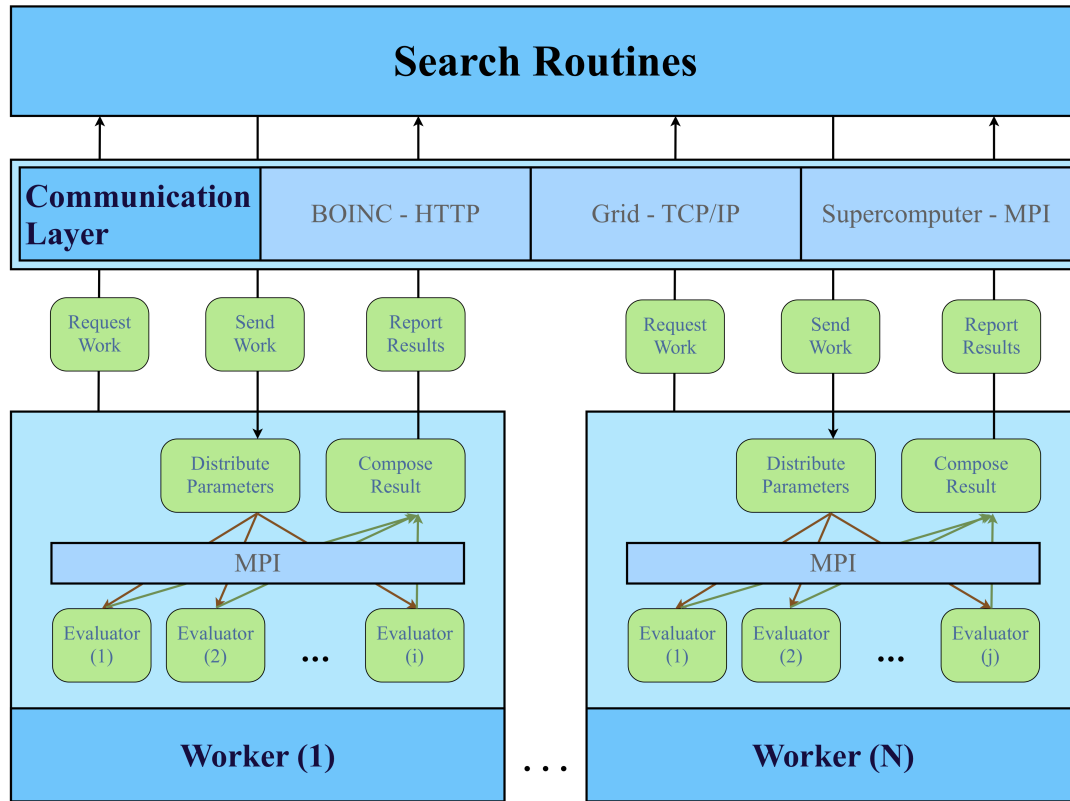 Search Routines
Communication
Layer
BOINC - HTTP
Grid - TCP/IP
Supercomputer - MPI
Request
Work
Send
Work
Report
Results
Request
Work
Send
Work
Report
Results
Distribute
Parameters
Compose
Result
Distribute
Parameters
Compose
Result
MPI
MPI
Evaluator
(1)
Evaluator
(2)
...
Evaluator
(i)
Evaluator
(1)
Evaluator
(2)
...
Evaluator
(j)
Worker (1)
. . .
Worker (N)